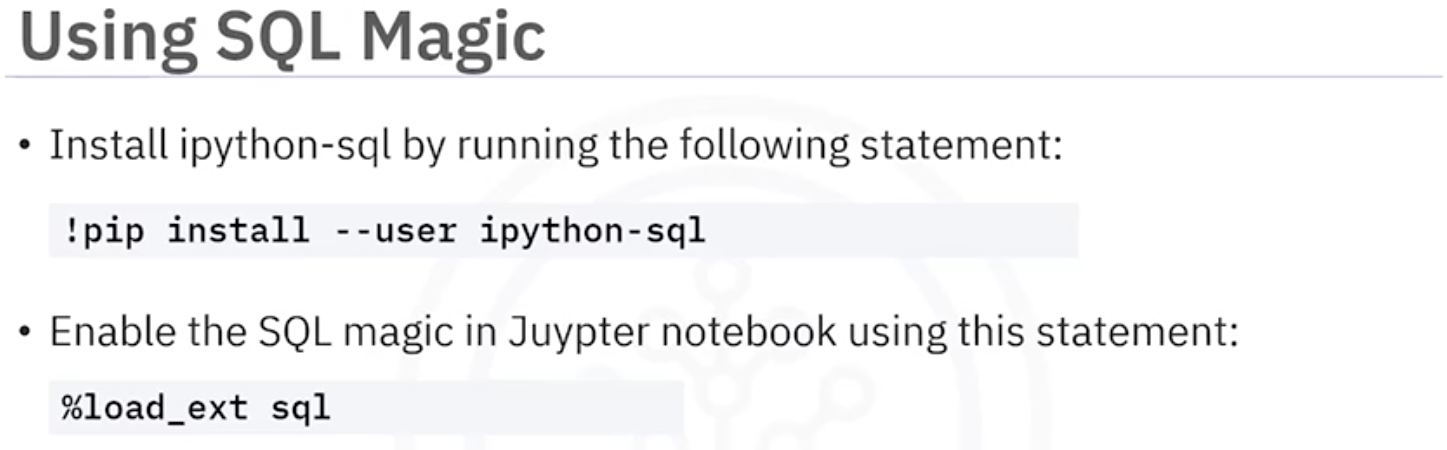 Using SQL Magic
• Install ipython-sql by running the following statement:
!pip install --user ipython-sql
• Enable the SQL magic in Juypter notebook using this statement:
%load_ext sql